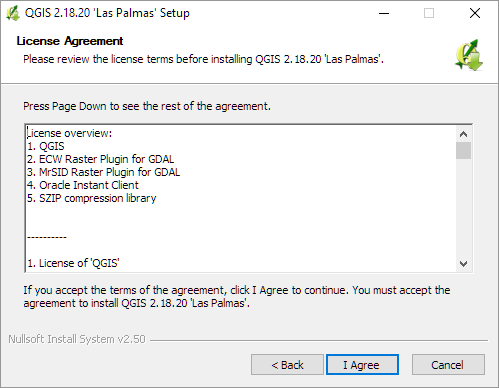 QGIS 2.18.20 'Las Palmas' Setup
License Agreement
Please review the license terms before installing QGIS 2.18.20 'Las Palmas'.
Press Page Down to see the rest of the agreement.
License overview:
1. QGIS
2. ECW Raster Plugin for GDAL
3. MrSID Raster Plugin for GDAL
4. Oracle Instant Client
5. SZIP compression library
----------
1. License of 'QGIS'
If you accept the terms of the agreement, click I Agree to continue. You must accept the
agreement to install QGIS 2.18.20 'Las Palmas'.
Nullsoft Install System v2.50
< Back
I Agree
Cancel